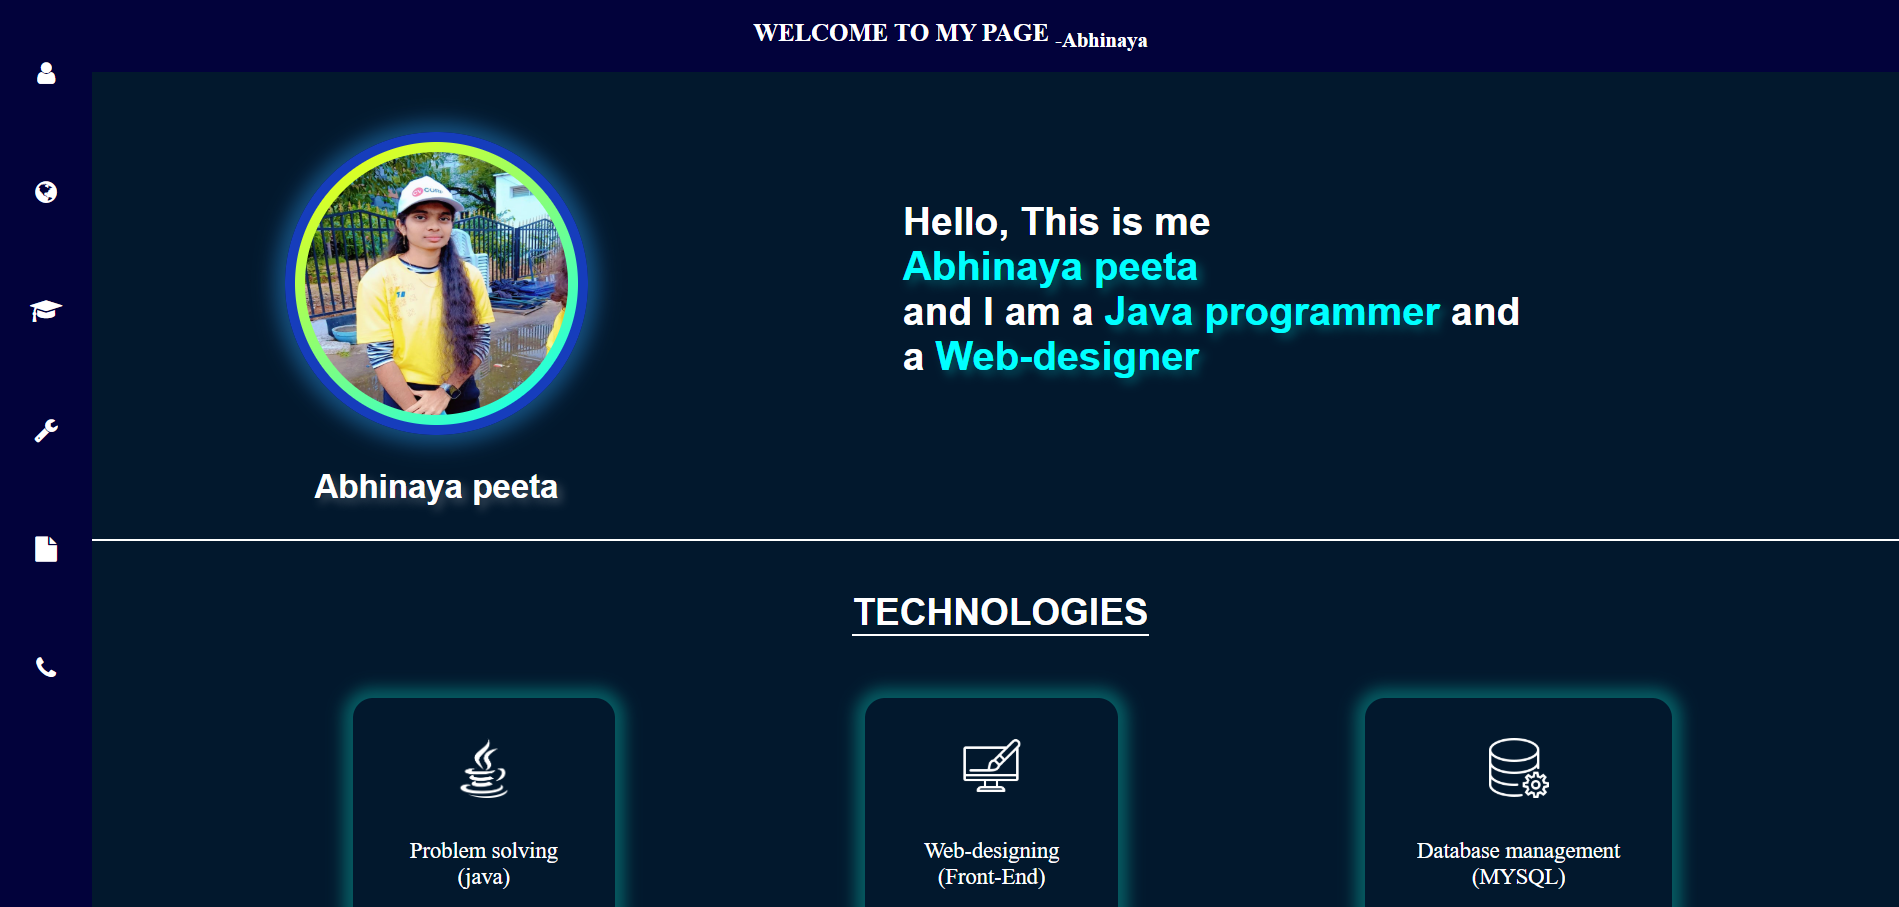 WELCOME TO MY PAGE -Abhinaya
Hello, This is me
Abhinaya peeta
and I am a Java programmer and
a Web-designer
Abhinaya peeta
TECHNOLOGIES
Problem solving
(java)
Web-designing
(Front-End)
Database management
(MYSQL)